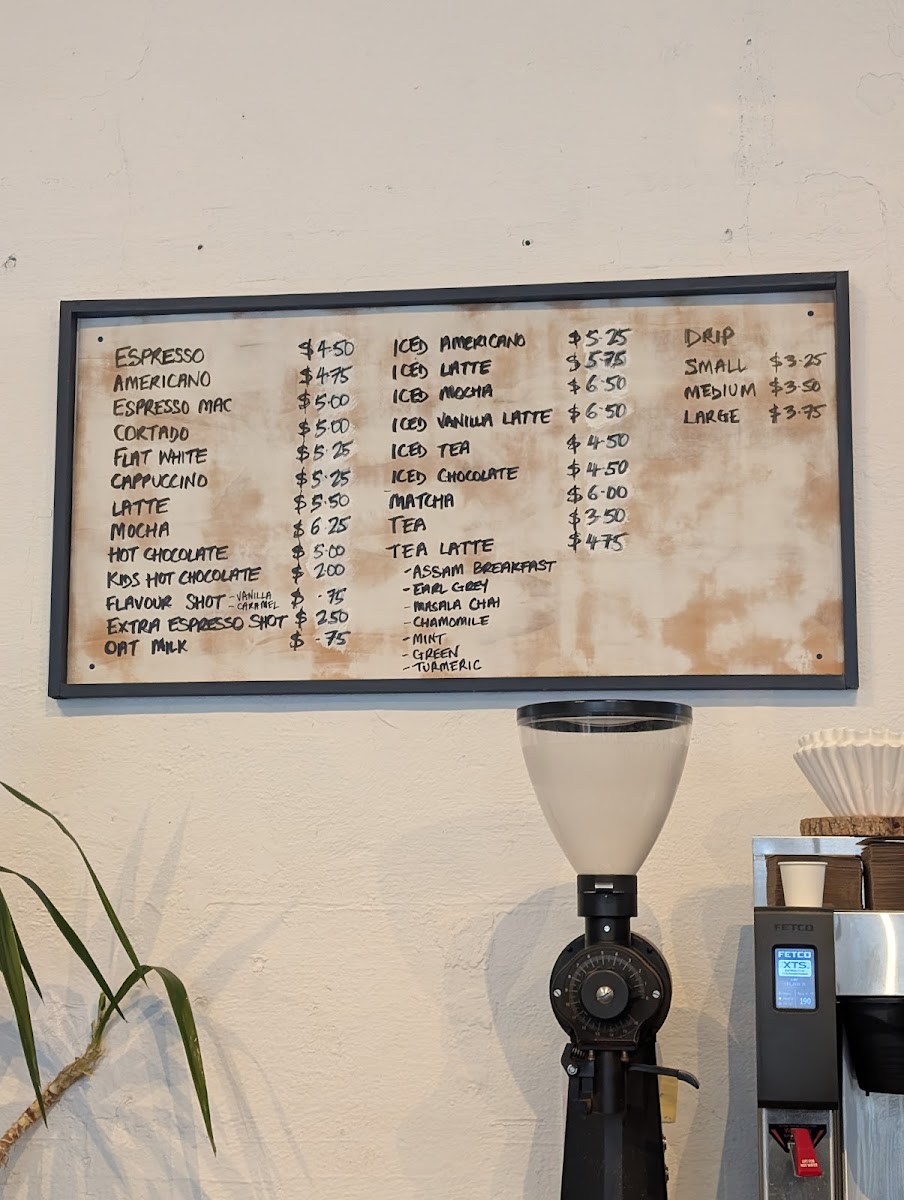 ESPRESSO $4.50
AMERICANO $4.75
ESPRESSO MAC $5.00
CORTADO $5.00
FLAT WHITE $5.25
CAPPUCCINO $5.25
LATTE $5.50
MOCHA $6.25
HOT CHOCOLATE $5.00
KIDS HOT CHOCOLATE $2.00
FLAVOUR SHOT -VANILLA $ .75
-CARAMEL
EXTRA ESPRESSO SHOT $2.50
OAT MILK $ .75
ICED AMERICANO $5.25
ICED LATTE $5.75
ICED MOCHA $6.50
ICED VANILLA LATTE $6.50
ICED TEA $4.50
ICED CHOCOLATE $4.50
MATCHA $6.00
TEA $3.50
TEA LATTE $4.75
-ASSAM BREAKFAST
-EARL GREY
-MASALA CHAI
-CHAMOMILE
-MINT
-GREEN
-TURMERIC
DRIP
SMALL $3.25
MEDIUM $3.50
LARGE $3.75
FETCO
FETCO
XTS
190